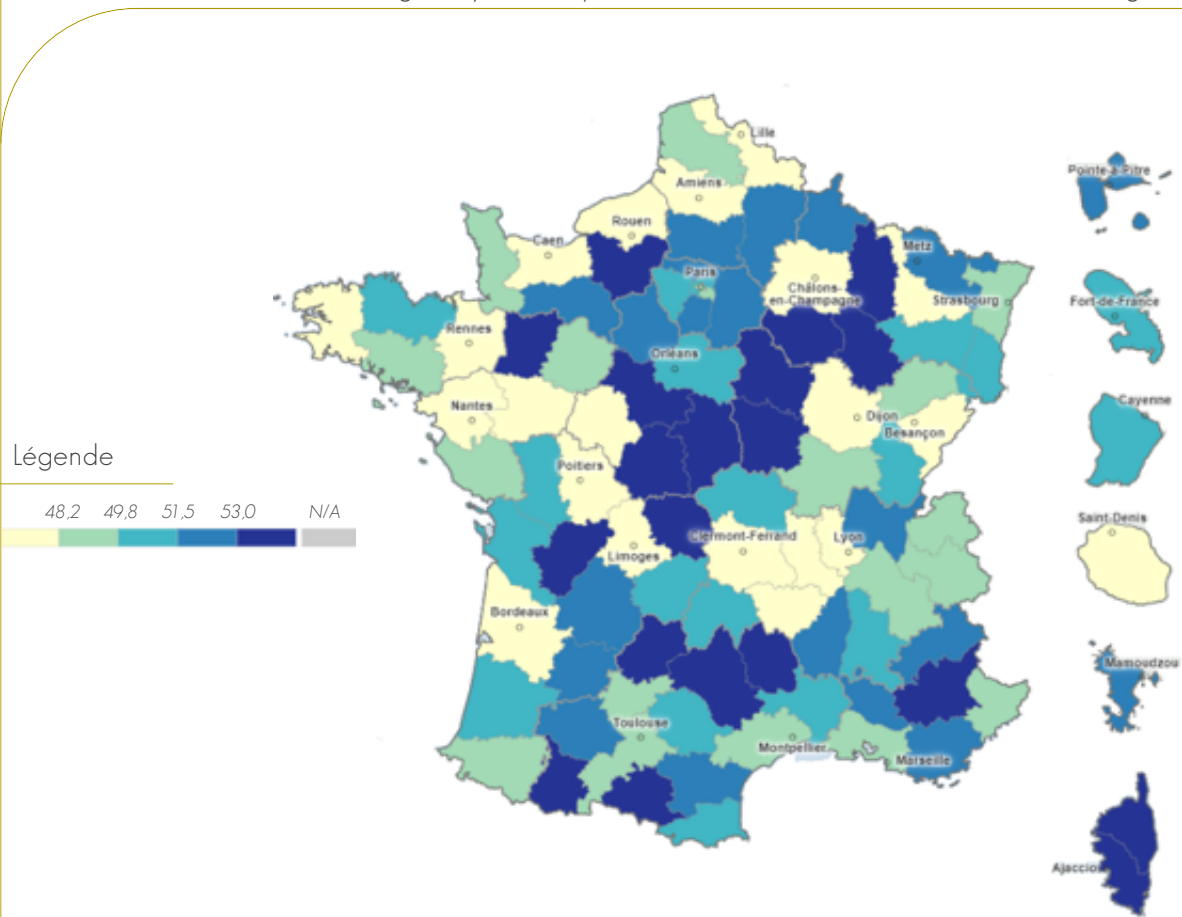 Lille
Pointe-à-Pitre
Amiens
Rouen
Caen
Metz
Paris
Châlons-
en-Champagne
Strasbourg
Fort-de-France
Rennes
Orléans
Cayenne
Nantes
Dijon
Besançon
Légende
Poitiers
48,2 49,8 51,5 53,0 N/A
Saint-Denis
Clermont-Ferrand
Lyon
Limoges
Bordeaux
Mamoudzou
Toulouse
Montpellier
Marseille
Ajaccio